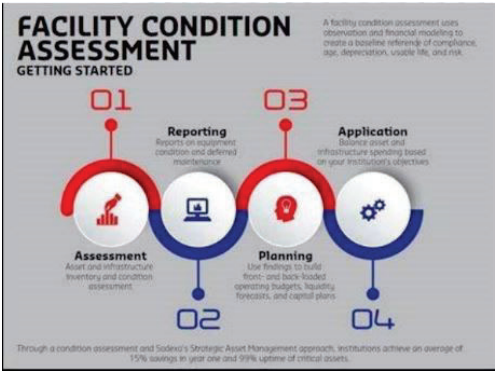 FACILITY CONDITION
ASSESSMENT
GETTING STARTED
A facility condition assessment uses
observation and financial modeling to
create a baseline reference of compliance,
age, depreciation, usable life, and risk.
01
03
Reporting
Reports on equipment
condition and deferred
maintenance
Application
Balance asset and
infrastructure spending based
on your institution's objectives
Assessment
Asset and infrastructure
inventory and condition
assessment
Planning
Use findings to build
front- and back-loaded
operating budgets, liquidity
forecasts, and capital plans
02
04
Through a condition assessment and Sodexo's Strategic Asset Management approach, institutions achieve an average of
15% savings in year one and 99% uptime of critical assets.